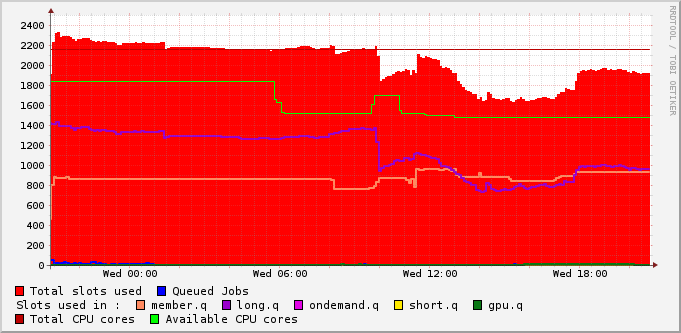 2400
2200
2000
1800
1600
1400
1200
1000
800
600
400
200
0
Wed 00:00 Wed 06:00 Wed 12:00 Wed 18:00
Total slots used Queued Jobs
Slots used in : member.q long.q ondemand.q short.q gpu.q
Total CPU cores Available CPU cores
RRDTOOL / TOBI OETIKER